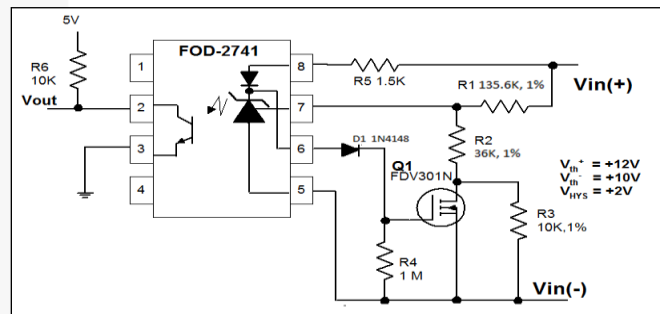 5V
FOD-2741
R6
10K
Vout
1
2
3
4
8
7
6
5
R5 1.5K
R1 135.6K, 1%
Vin(+)
R2
36K, 1%
D1 1N4148
Q1
FDV301N
Vth+ = +12V
Vth- = +10V
VHYS = +2V
R3
10K,1%
R4
1 M
Vin(-)